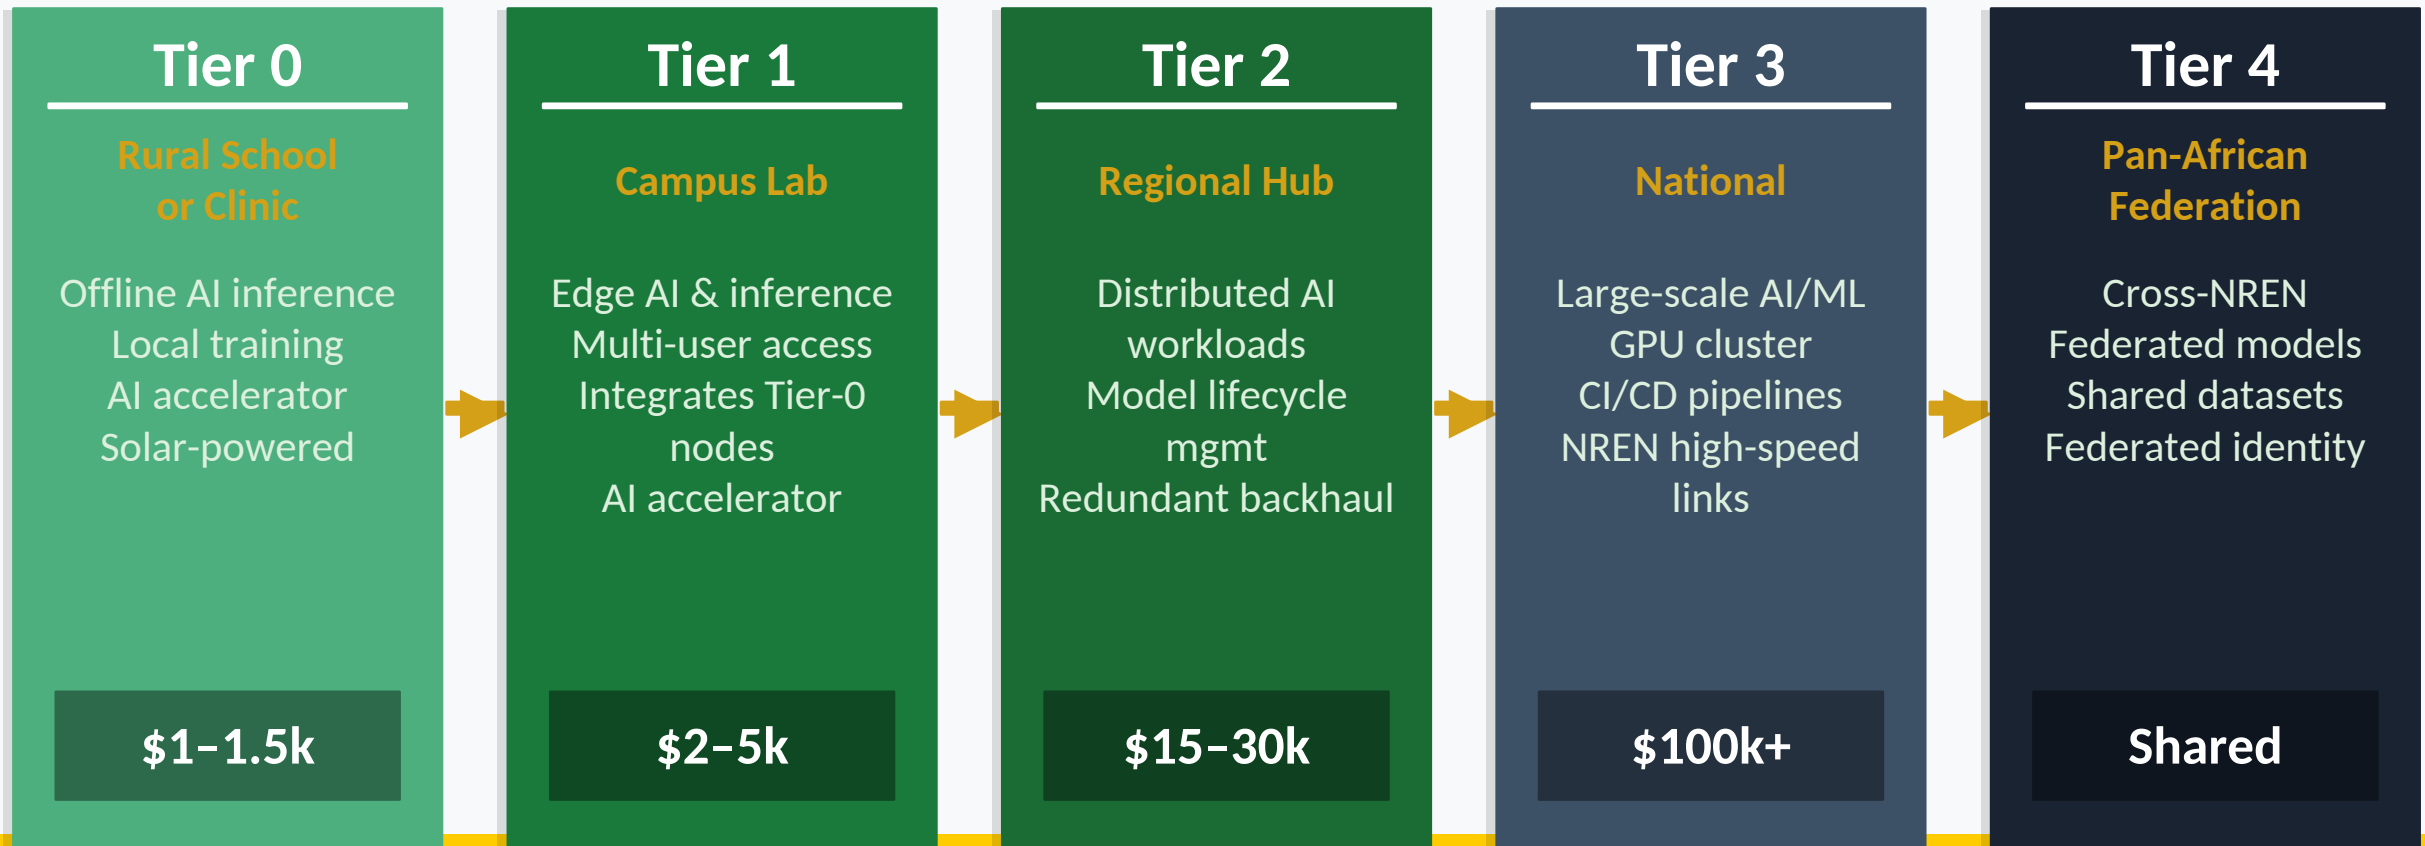 Tier 0
Rural School
or Clinic
Offline AI inference
Local training
AI accelerator
Solar-powered
$1–1.5k
Tier 1
Campus Lab
Edge AI & inference
Multi-user access
Integrates Tier-0
nodes
AI accelerator
$2–5k
Tier 2
Regional Hub
Distributed AI
workloads
Model lifecycle
mgmt
Redundant backhaul
$15–30k
Tier 3
National
Large-scale AI/ML
GPU cluster
CI/CD pipelines
NREN high-speed
links
$100k+
Tier 4
Pan-African
Federation
Cross-NREN
Federated models
Shared datasets
Federated identity
Shared